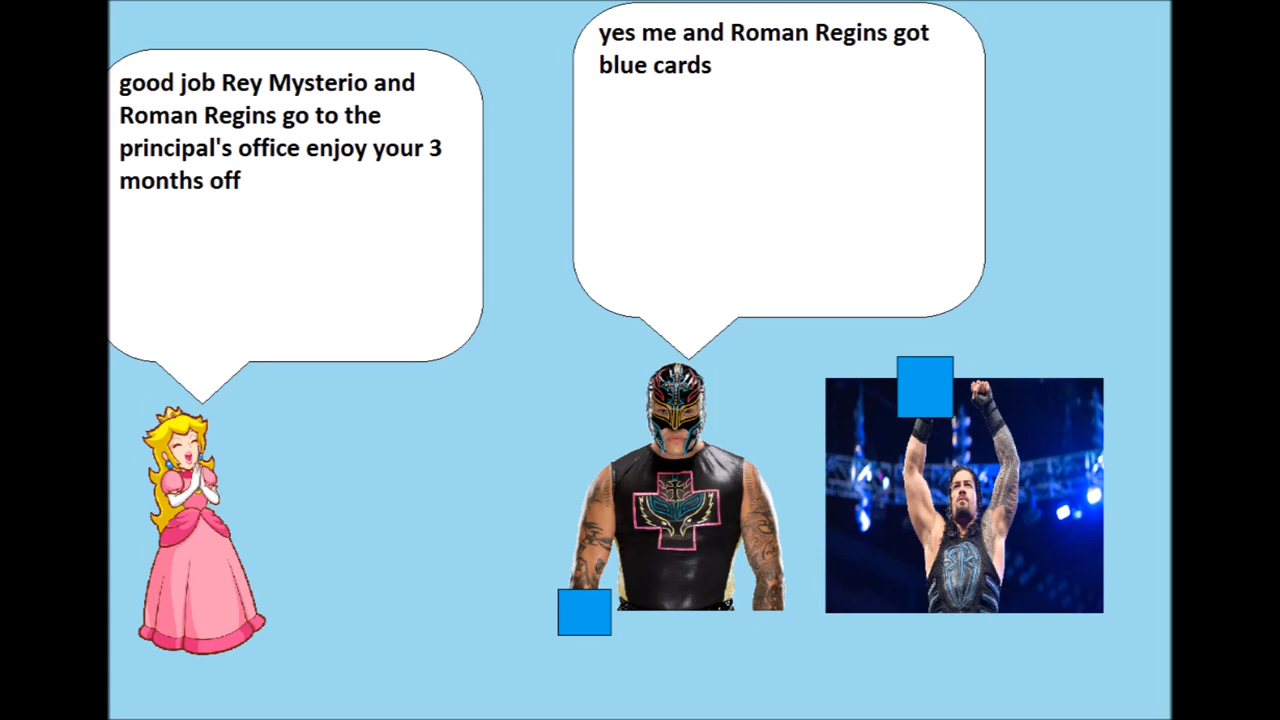 good job Rey Mysterio and
Roman Regins go to the
principal's office enjoy your 3
months off
yes me and Roman Regins got
blue cards